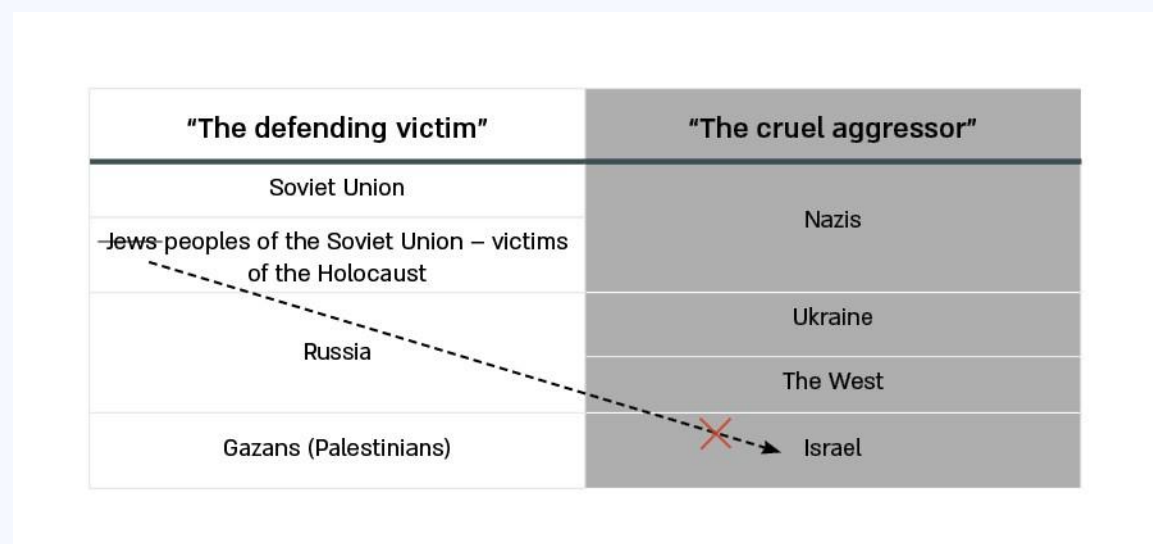 “The defending victim”
“The cruel aggressor”
Soviet Union
Nazis
Jews peoples of the Soviet Union – victims
of the Holocaust
Ukraine
Russia
The West
Gazans (Palestinians)
Israel